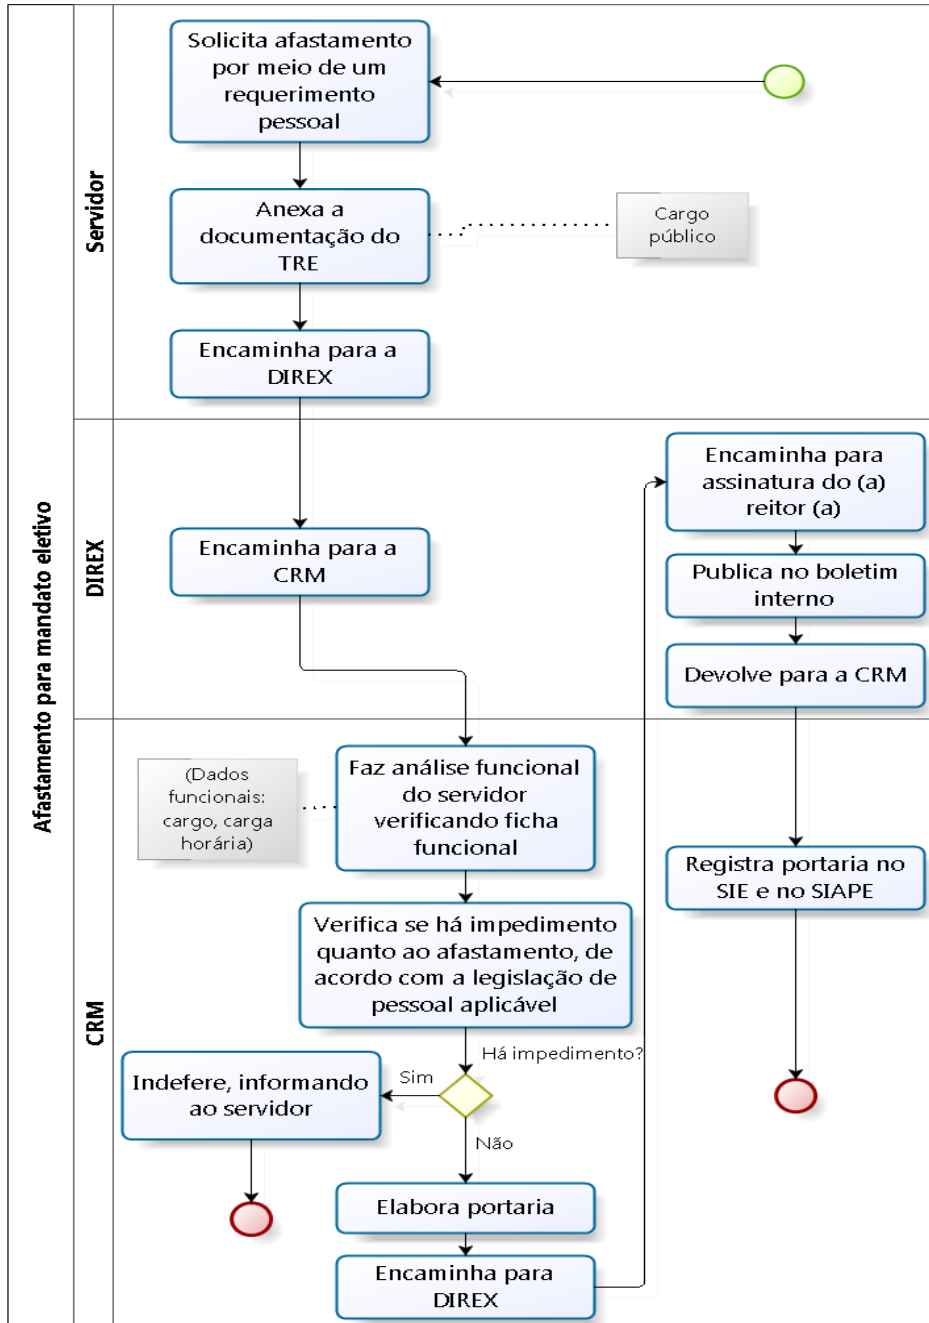 Afastamento para mandato eletivo
Servidor
Solicita afastamento
por meio de um
requerimento
pessoal
Anexa a
documentação do
TRE
Cargo
público
Encaminha para a
DIREX
DIREX
Encaminha para a
CRM
Encaminha para
assinatura do (a)
reitor (a)
Publica no boletim
interno
Devolve para a CRM
CRM
(Dados
funcionais:
cargo, carga
horária)
Faz análise funcional
do servidor
verificando ficha
funcional
Verifica se há impedimento
quanto ao afastamento, de
acordo com a legislação de
pessoal aplicável
Há impedimento?
Sim
Indefere, informando
ao servidor
Não
Elabora portaria
Encaminha para
DIREX
Registra portaria no
SIE e no SIAPE